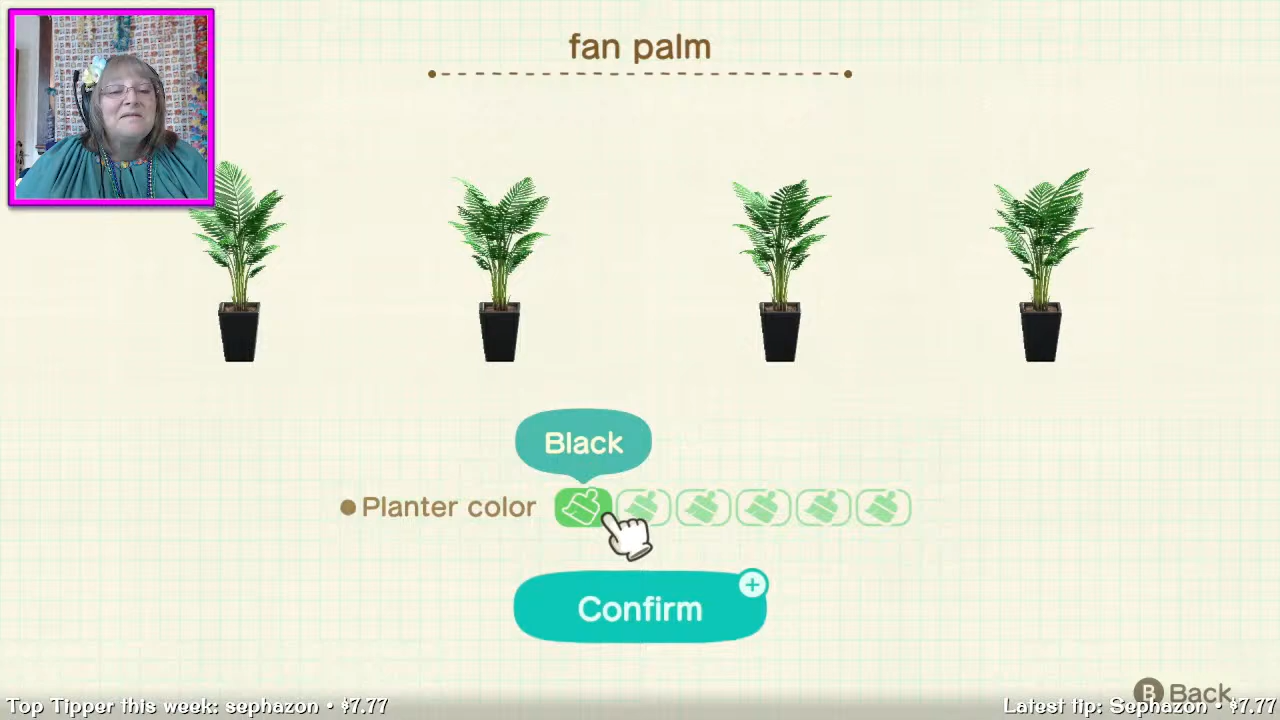 fan palm
Black
Planter color
Confirm
B Back
Top Tipper this week: sephazon • $7.77
Latest tip: Sephazon • $7.77